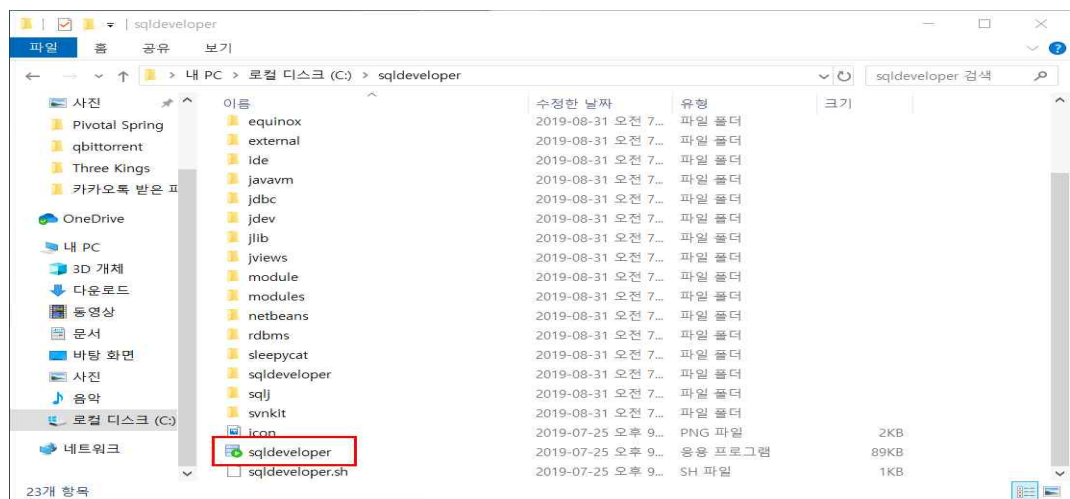 sqldeveloper
파일 홈 공유 보기
내 PC > 로컬 디스크 (C:) > sqldeveloper sqldeveloper 검색
이름 수정한 날짜 유형 크기
사진
Pivotal Spring
qbittorrent
Three Kings
카카오톡 받은 파
OneDrive
내 PC
3D 개체
다운로드
동영상
문서
바탕 화면
사진
음악
로컬 디스크 (C:)
네트워크
equinox 2019-08-31 오전 7... 파일 폴더
external 2019-08-31 오전 7... 파일 폴더
ide 2019-08-31 오전 7... 파일 폴더
javavm 2019-08-31 오전 7... 파일 폴더
jdbc 2019-08-31 오전 7... 파일 폴더
jdev 2019-08-31 오전 7... 파일 폴더
jlib 2019-08-31 오전 7... 파일 폴더
jviews 2019-08-31 오전 7... 파일 폴더
module 2019-08-31 오전 7... 파일 폴더
modules 2019-08-31 오전 7... 파일 폴더
netbeans 2019-08-31 오전 7... 파일 폴더
rdbms 2019-08-31 오전 7... 파일 폴더
sleepycat 2019-08-31 오전 7... 파일 폴더
sqldeveloper 2019-08-31 오전 7... 파일 폴더
sqlj 2019-08-31 오전 7... 파일 폴더
svnkit 2019-08-31 오전 7... 파일 폴더
icon 2019-07-25 오후 9... PNG 파일 2KB
sqldeveloper 2019-07-25 오후 9... 응용 프로그램 89KB
sqldeveloper.sh 2019-07-25 오후 9... SH 파일 1KB
23개 항목